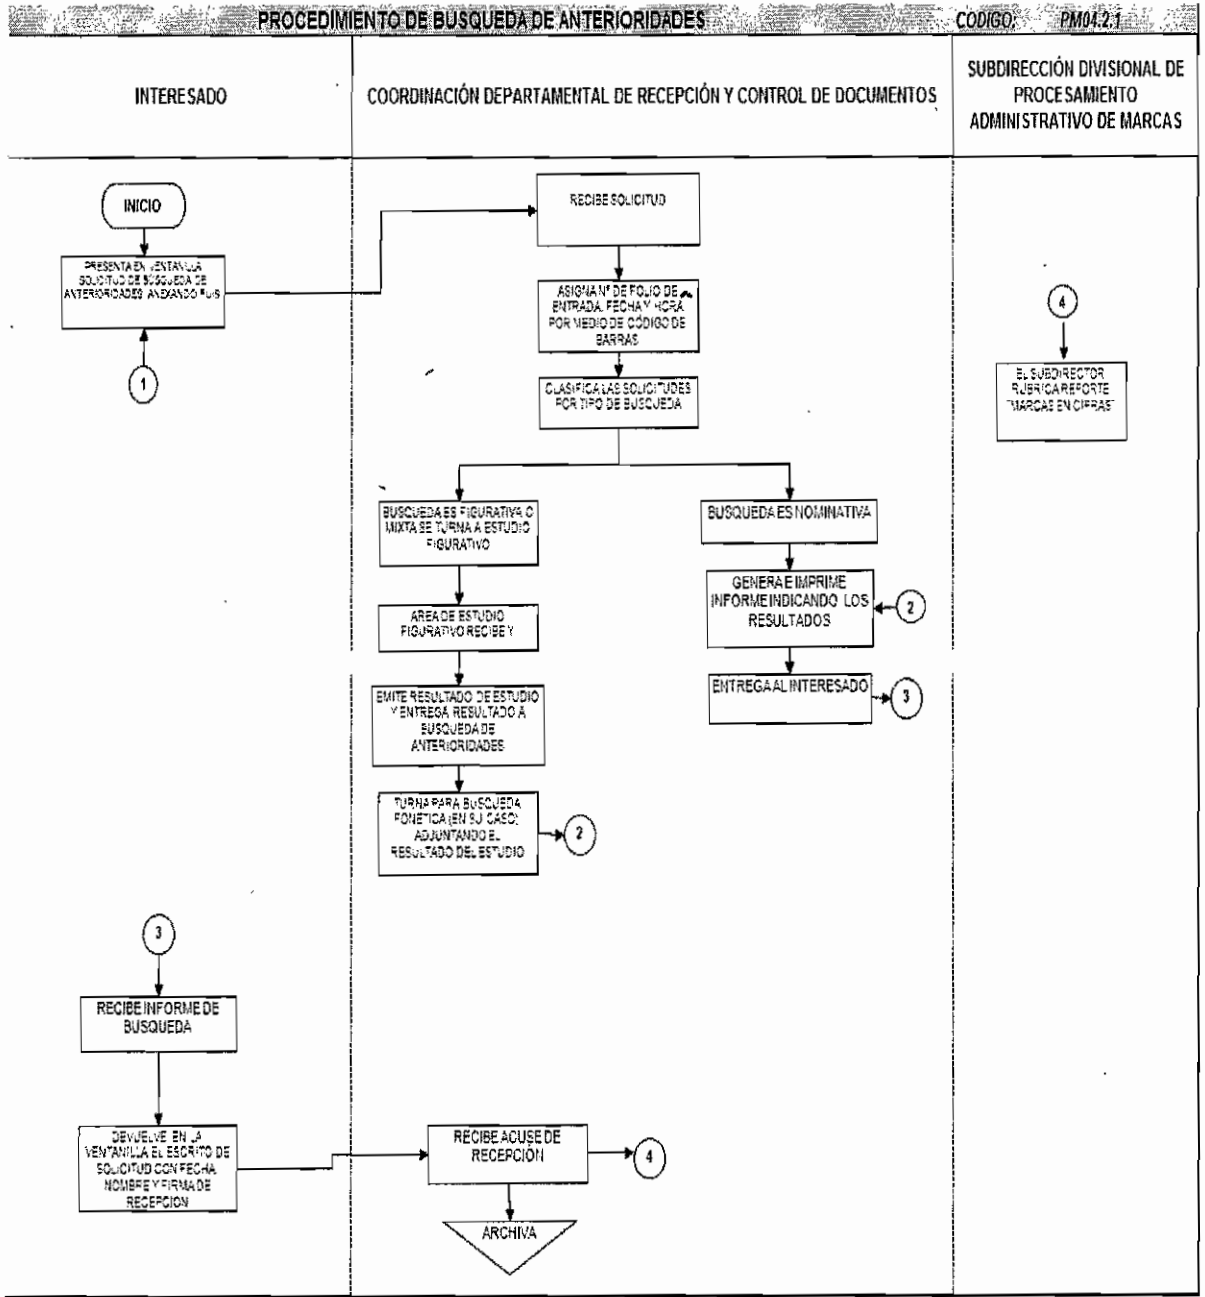 PROCEDIMIENTO DE BUSQUEDA DE ANTERIORIDADES
CODIGO: PM04.2.1
INTERESADO
COORDINACIÓN DEPARTAMENTAL DE RECEPCIÓN Y CONTROL DE DOCUMENTOS
SUBDIRECCIÓN DIVISIONAL DE
PROCESAMIENTO
ADMINISTRATIVO DE MARCAS
INICIO
PRESENTA EN VENTANILLA
SOLICITUD DE BUSQUEDA DE
ANTERIORIDADES ANEXANDO
1
RECIBE SOLICITUD
ASIGNA Nº DE FOLIO DE
ENTRADA, FECHA Y HORA
POR MEDIO DE CÓDIGO DE
BARRAS
CLASIFICA LAS SOLICITUDES
POR TIPO DE BUSQUEDA
4
EL SUBDIRECTOR
RUBRICA REPORTE
"MARCAS EN CIFRAS"
BUSQUEDA ES FIGURATIVA O
MIXTA SE TURNA A ESTUDIO
FIGURATIVO
AREA DE ESTUDIO
FIGURATIVO RECIBE Y
EMITE RESULTADO DE ESTUDIO
Y ENTREGA RESULTADO A
BUSQUEDA DE
ANTERIORIDADES
TURNA PARA BUSQUEDA
FONETICA (EN SU CASO)
ADJUNTANDO EL
RESULTADO DEL ESTUDIO
2
BUSQUEDA ES NOMINATIVA
GENERA E IMPRIME
INFORME INDICANDO LOS
RESULTADOS
2
ENTREGA AL INTERESADO
3
3
RECIBE INFORME DE
BUSQUEDA
DEVUELVE EN LA
VENTANILLA EL ESCRITO DE
SOLICITUD CON FECHA,
NOMBRE Y FIRMA DE
RECEPCION
RECIBE ACUSE DE
RECEPCIÓN
4
ARCHIVA